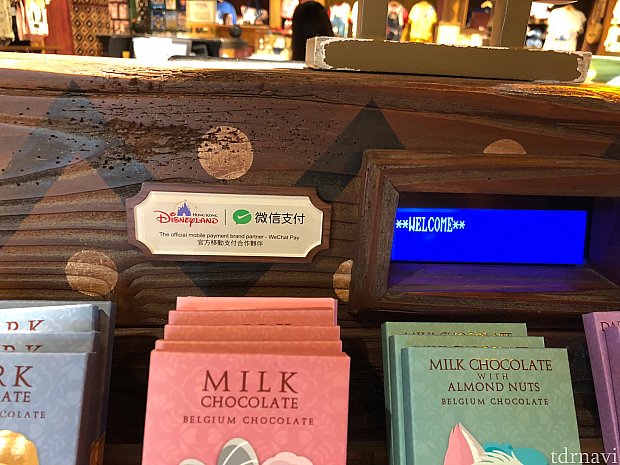 HONG KONG
DISNEYLAND
微信支付
The official mobile payment brand partner - WeChat Pay
官方移動支付合作夥伴
**WELCOME**
RK
CHOCOLATE
MILK
CHOCOLATE
BELGIUM CHOCOLATE
MILK CHOCOLATE
MILK CHOCOLATE
WITH
ALMOND NUTS
BELGIUM CHOCOLATE
DA
tdrnavi